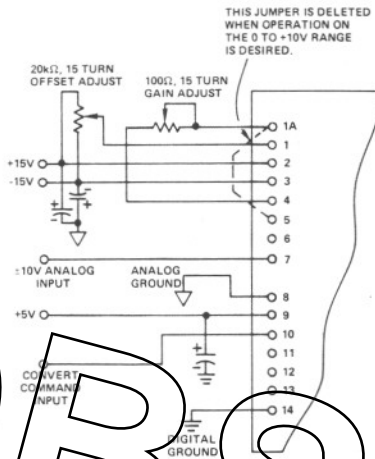 THIS JUMPER IS DELETED
WHEN OPERATION ON
THE 0 TO +10V RANGE
IS DESIRED.
20kΩ, 15 TURN
OFFSET ADJUST
100Ω, 15 TURN
GAIN ADJUST
1A
1
+15V
2
-15V
3
4
5
6
±10V ANALOG
INPUT
7
ANALOG
GROUND
8
+5V
9
10
11
CONVERT
COMMAND
INPUT
12
13
14
DIGITAL
GROUND